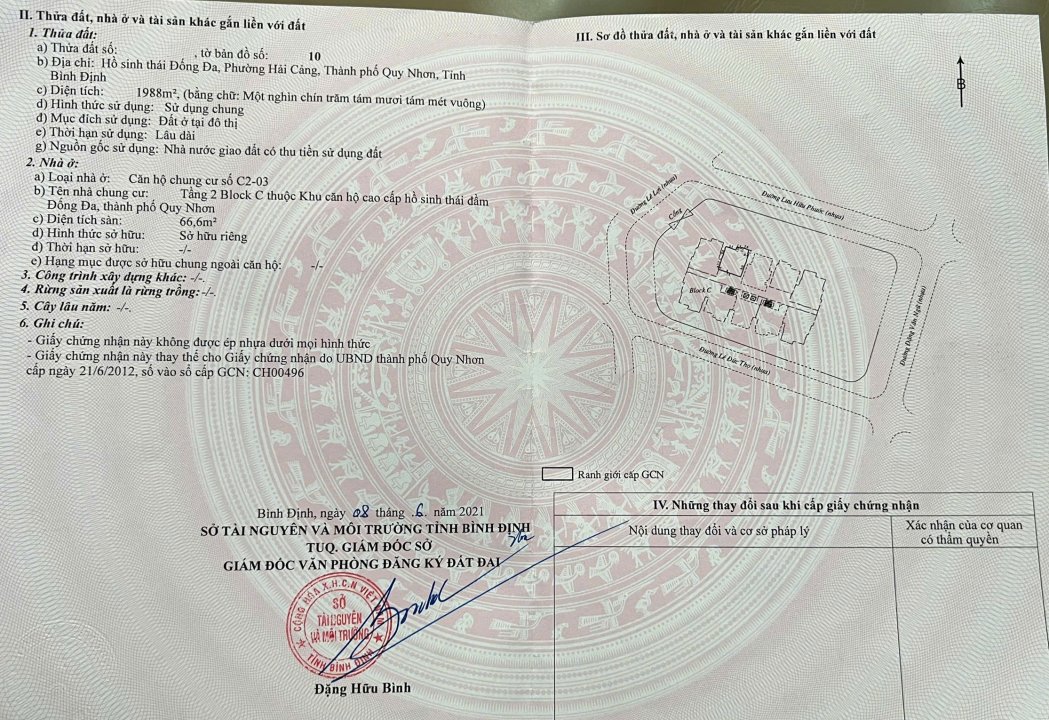 II. Thửa đất, nhà ở và tài sản khác gắn liền với đất
1. Thửa đất:
a) Thửa đất số: , tờ bản đồ số: 10
b) Địa chỉ: Hồ sinh thái Đống Đa, Phường Hải Cảng, Thành phố Quy Nhơn, Tỉnh
Bình Định
c) Diện tích: 1988m², (bằng chữ: Một nghìn chín trăm tám mươi tám mét vuông)
d) Hình thức sử dụng: Sử dụng chung
đ) Mục đích sử dụng: Đất ở tại đô thị
e) Thời hạn sử dụng: Lâu dài
g) Nguồn gốc sử dụng: Nhà nước giao đất có thu tiền sử dụng đất
2. Nhà ở:
a) Loại nhà ở: Căn hộ chung cư số C2-03
b) Tên nhà chung cư: Tầng 2 Block C thuộc Khu căn hộ cao cấp hồ sinh thái đầm
Đống Đa, thành phố Quy Nhơn
c) Diện tích sàn: 66,6m²
d) Hình thức sở hữu: Sở hữu riêng
đ) Thời hạn sở hữu: -/-
e) Hạng mục được sở hữu chung ngoài căn hộ: -/-
3. Công trình xây dựng khác: -/-.
4. Rừng sản xuất là rừng trồng: -/-.
5. Cây lâu năm: -/-.
6. Ghi chú:
- Giấy chứng nhận này không được ép nhựa dưới mọi hình thức
- Giấy chứng nhận này thay thế cho Giấy chứng nhận do UBND thành phố Quy Nhơn
cấp ngày 21/6/2012, số vào sổ cấp GCN: CH00496
Bình Định, ngày 08 tháng .6. năm 2021
SỞ TÀI NGUYÊN VÀ MÔI TRƯỜNG TỈNH BÌNH ĐỊNH
TUQ. GIÁM ĐỐC SỞ
GIÁM ĐỐC VĂN PHÒNG ĐĂNG KÝ ĐẤT ĐAI
CỘNG HÒA X.H.C.N VIỆT
SỞ
TÀI NGUYÊN
VÀ MÔI TRƯỜNG
TỈNH BÌNH ĐỊNH
Đặng Hữu Bình
III. Sơ đồ thửa đất, nhà ở và tài sản khác gắn liền với đất
B
Đường Lê Lợi (nhựa)
Đường Lưu Hữu Phước (nhựa)
Cổng
Block C
Đường Đặng Văn Ngữ (nhựa)
Đường Lê Đức Thọ (nhựa)
Ranh giới cấp GCN
IV. Những thay đổi sau khi cấp giấy chứng nhận
Nội dung thay đổi và cơ sở pháp lý
Xác nhận của cơ quan
có thẩm quyền